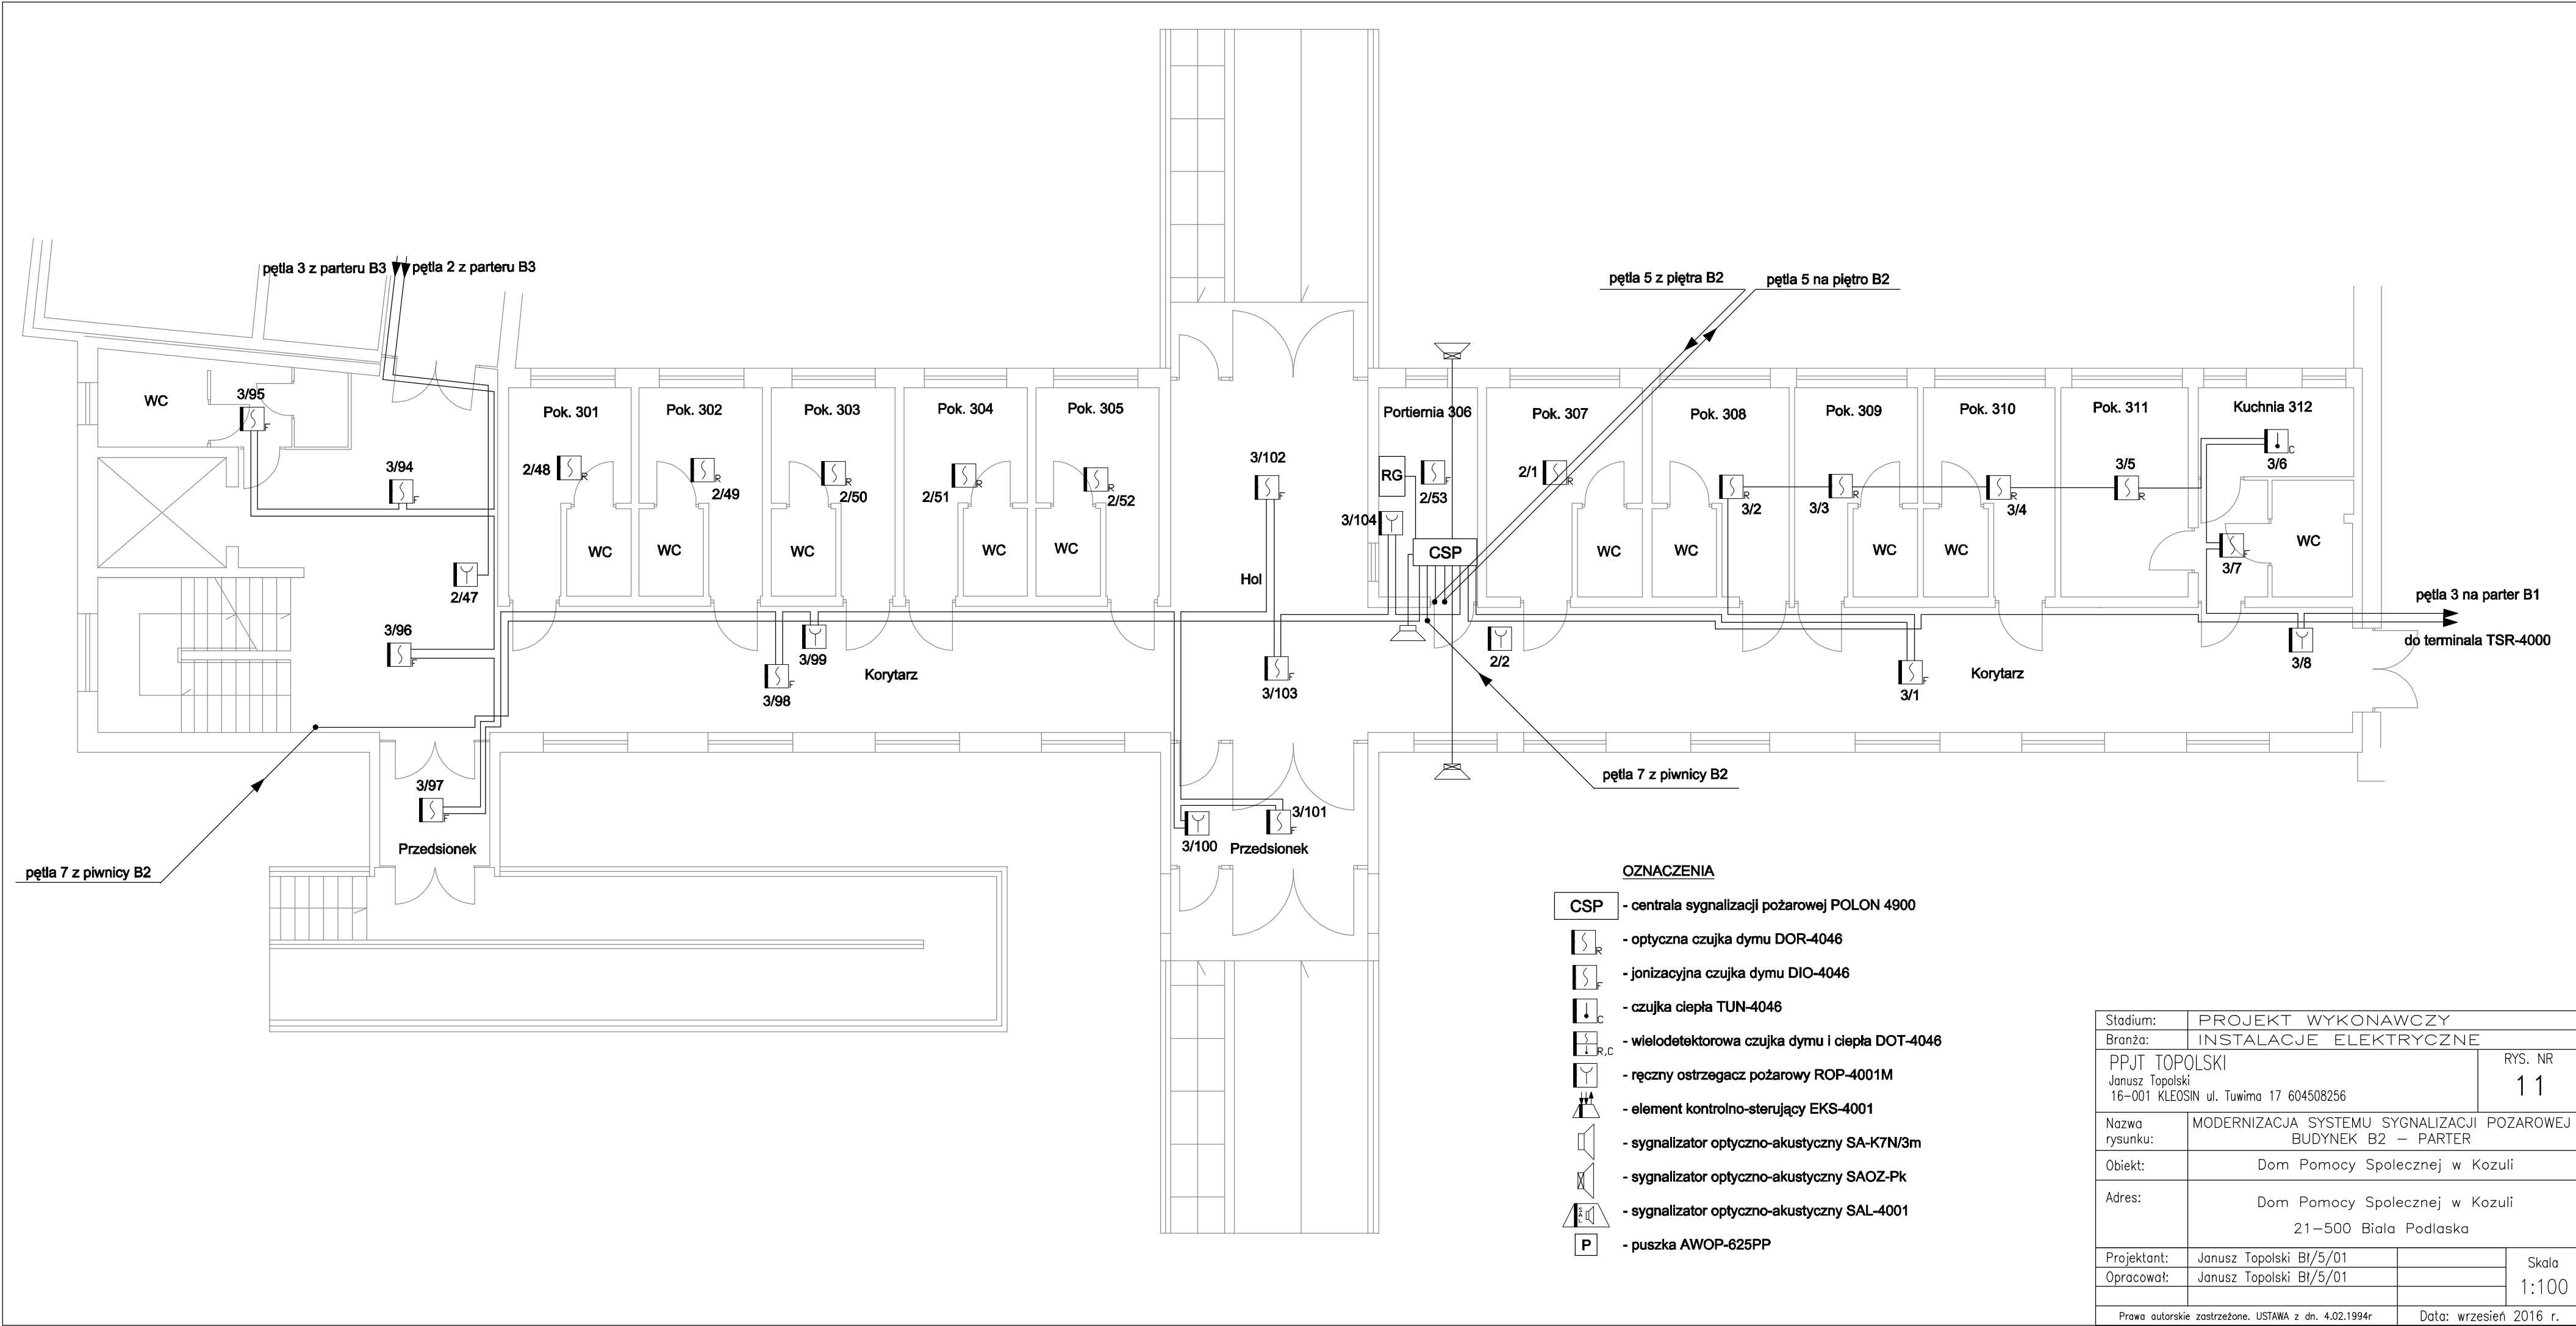 pętla 3 z parteru B3
pętla 2 z parteru B3
pętla 5 z piętra B2
pętla 5 na piętro B2
WC
3/95
F
3/94
F
2/47
3/96
F
3/97
F
Przedsionek
pętla 7 z piwnicy B2
Pok. 301
2/48
R
WC
Pok. 302
R
2/49
WC
Pok. 303
R
2/50
WC
Pok. 304
2/51
R
WC
Pok. 305
R
2/52
WC
3/99
3/98
F
Korytarz
3/102
F
Hol
3/103
F
3/101
F
3/100
Przedsionek
Portiernia 306
RG
F
2/53
3/104
CSP
Pok. 307
2/1
R
WC
2/2
Pok. 308
R
3/2
WC
Pok. 309
R
3/3
WC
Pok. 310
R
3/4
WC
Pok. 311
3/5
R
Kuchnia 312
C
3/6
WC
F
3/7
3/1
F
Korytarz
3/8
pętla 3 na parter B1
do terminala TSR-4000
pętla 7 z piwnicy B2
OZNACZENIA
CSP - centrala sygnalizacji pożarowej POLON 4900
R - optyczna czujka dymu DOR-4046
F - jonizacyjna czujka dymu DIO-4046
C - czujka ciepła TUN-4046
R,C - wielodetektorowa czujka dymu i ciepła DOT-4046
- ręczny ostrzegacz pożarowy ROP-4001M
- element kontrolno-sterujący EKS-4001
- sygnalizator optyczno-akustyczny SA-K7N/3m
- sygnalizator optyczno-akustyczny SAOZ-Pk
SAL - sygnalizator optyczno-akustyczny SAL-4001
P - puszka AWOP-625PP
Stadium: PROJEKT WYKONAWCZY
Branża: INSTALACJE ELEKTRYCZNE
PPJT TOPOLSKI
Janusz Topolski
16-001 KLEOSIN ul. Tuwima 17 604508256
RYS. NR
11
Nazwa rysunku:
MODERNIZACJA SYSTEMU SYGNALIZACJI POZAROWEJ
BUDYNEK B2 – PARTER
Obiekt: Dom Pomocy Spolecznej w Kozuli
Adres: Dom Pomocy Spolecznej w Kozuli
21-500 Biala Podlaska
Projektant: Janusz Topolski Bł/5/01
Opracował: Janusz Topolski Bł/5/01
Skala
1:100
Prawa autorskie zastrzeżone. USTAWA z dn. 4.02.1994r
Data: wrzesień 2016 r.